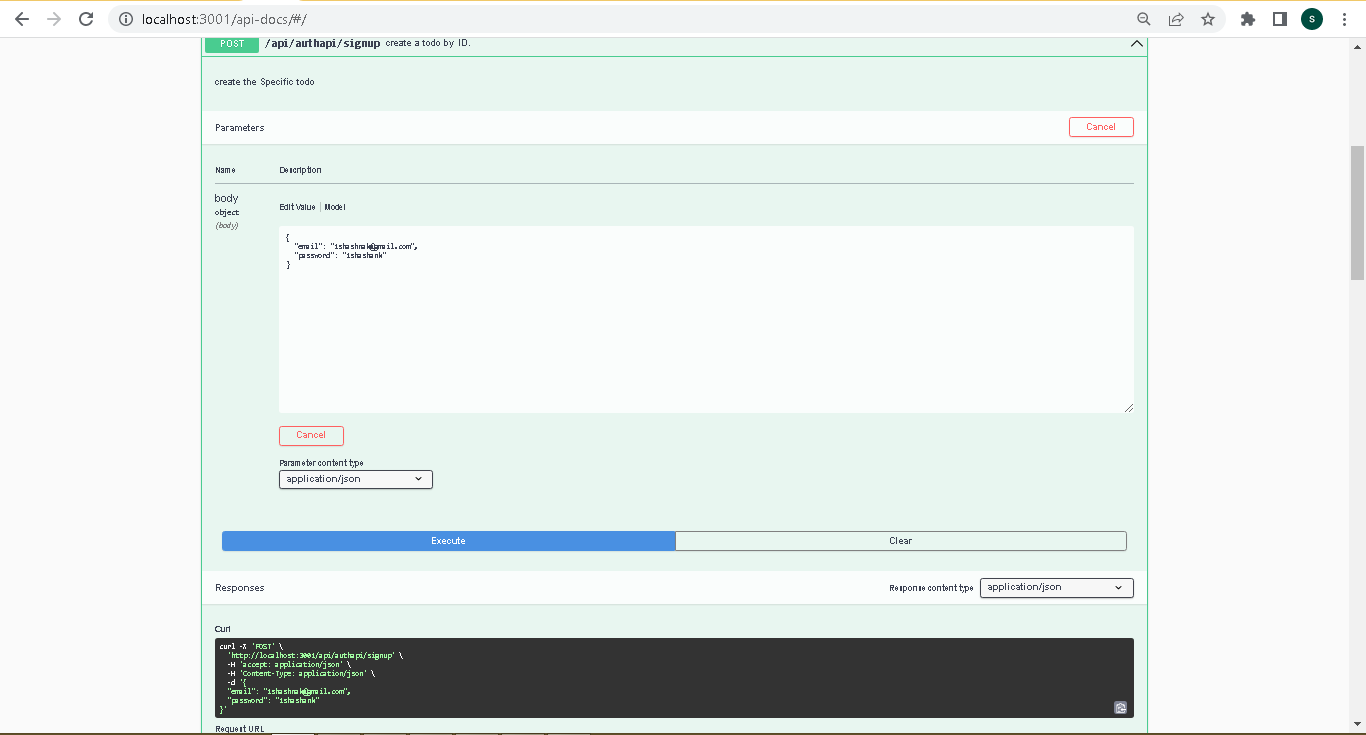 localhost:3001/api-docs/#/
S
POST /api/authapi/signup create a todo by ID.
create the Specific todo
Parameters
Cancel
Name Description
body
object
(body)
Edit Value | Model
{
"email": "ishashnak@gmail.com",
"password": "ishashank"
}
Cancel
Parameter content type
application/json
Execute
Clear
Responses
Response content type
application/json
Curl
curl -X 'POST' \
'http://localhost:3001/api/authapi/signup' \
-H 'accept: application/json' \
-H 'Content-Type: application/json' \
-d '{
"email": "ishashnak@gmail.com",
"password": "ishashank"
}'
Request URL